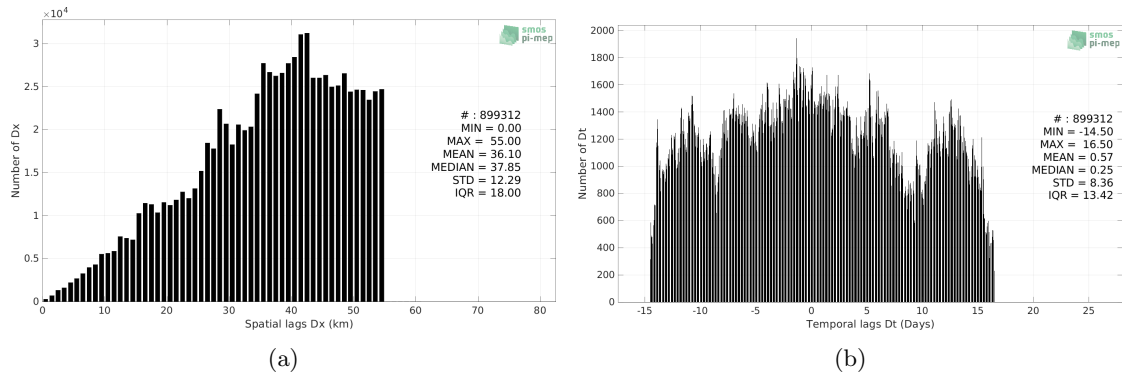 ×10^4
3
2.5
2
1.5
1
0.5
0
0 10 20 30 40 50 60 70 80
Number of Dx
Spatial lags Dx (km)
smos
pi-mep
# : 899312
MIN = 0.00
MAX = 55.00
MEAN = 36.10
MEDIAN = 37.85
STD = 12.29
IQR = 18.00
(a)
2000
1800
1600
1400
1200
1000
800
600
400
200
0
-15 -10 -5 0 5 10 15 20 25
Number of Dt
Temporal lags Dt (Days)
smos
pi-mep
# : 899312
MIN = -14.50
MAX = 16.50
MEAN = 0.57
MEDIAN = 0.25
STD = 8.36
IQR = 13.42
(b)